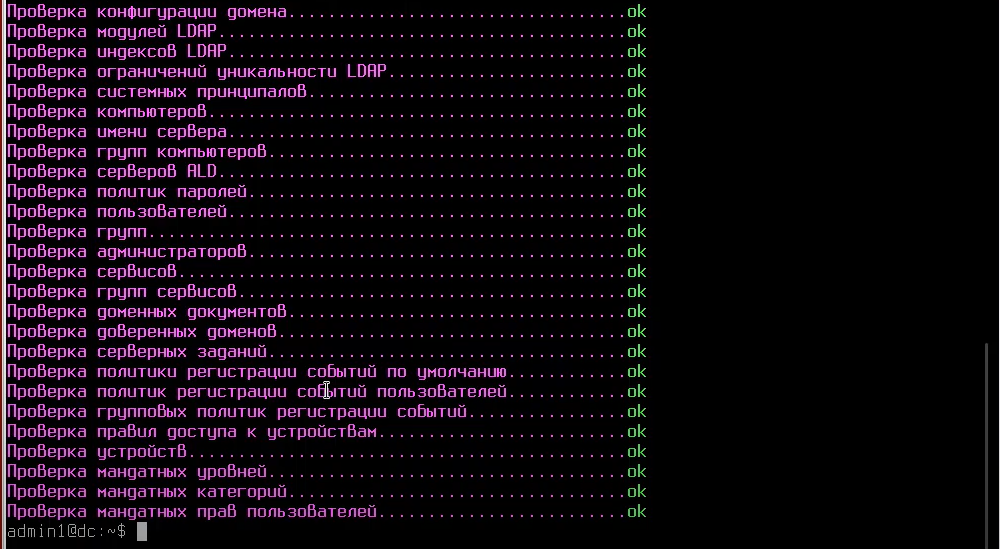 Проверка конфигурации домена..................................ok
Проверка модулей LDAP.........................................ok
Проверка индексов LDAP........................................ok
Проверка ограничений уникальности LDAP........................ok
Проверка системных принципалов................................ok
Проверка компьютеров..........................................ok
Проверка имени сервера........................................ok
Проверка групп компьютеров....................................ok
Проверка серверов ALD.........................................ok
Проверка политик паролей......................................ok
Проверка пользователей........................................ok
Проверка групп................................................ok
Проверка администраторов......................................ok
Проверка сервисов.............................................ok
Проверка групп сервисов.......................................ok
Проверка доменных документов..................................ok
Проверка доверенных доменов...................................ok
Проверка серверных заданий....................................ok
Проверка политики регистрации событий по умолчанию............ok
Проверка политик регистрации событий пользователей............ok
Проверка групповых политик регистрации событий................ok
Проверка правил доступа к устройствам.........................ok
Проверка устройств............................................ok
Проверка мандатных уровней....................................ok
Проверка мандатных категорий..................................ok
Проверка мандатных прав пользователей.........................ok
admin1@dc:~$